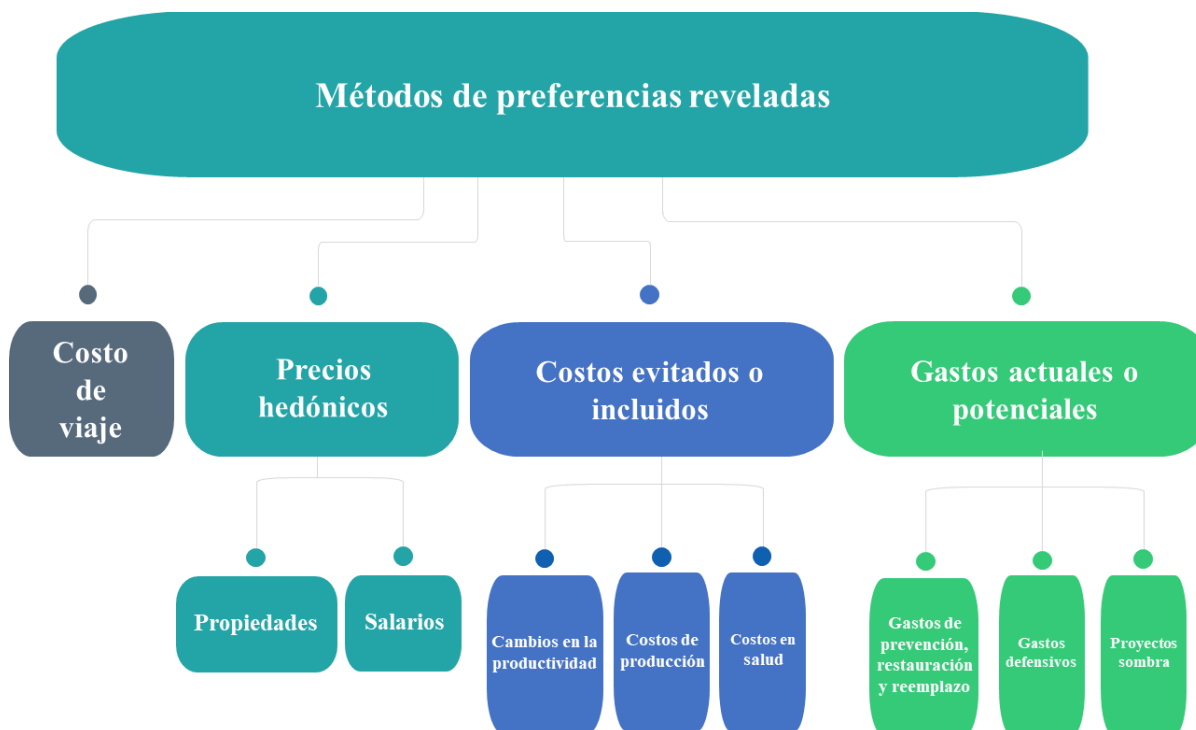 Métodos de preferencias reveladas
Costo
de
viaje
Precios
hedónicos
Costos evitados o
incluidos
Gastos actuales o
potenciales
Propiedades
Salarios
Cambios en la
productividad
Costos de
producción
Costos en
salud
Gastos de
prevención,
restauración
y reemplazo
Gastos
defensivos
Proyectos
sombra